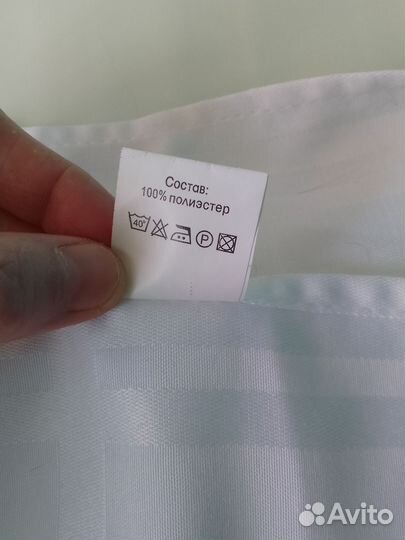 Состав:
100% полиэстер
40° P
Avito